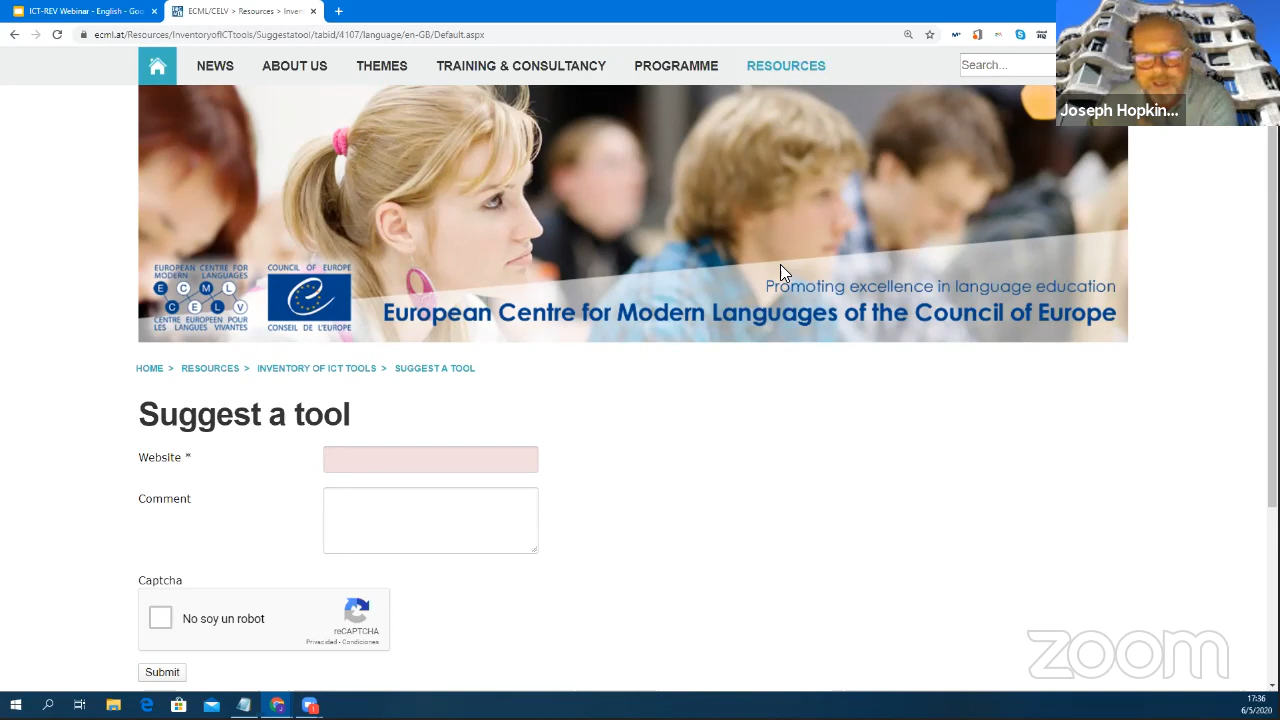 ICT-REV Webinar - English - Goo
ECML/CELV > Resources > Inven
ecml.at/Resources/InventoryofICTtools/Suggestatool/tabid/4107/language/en-GB/Default.aspx
NEWS
ABOUT US
THEMES
TRAINING & CONSULTANCY
PROGRAMME
RESOURCES
Search...
Joseph Hopkin...
EUROPEAN CENTRE FOR
MODERN LANGUAGES
E C M L
C E L V
CENTRE EUROPEEN POUR
LES LANGUES VIVANTES
COUNCIL OF EUROPE
CONSEIL DE L'EUROPE
Promoting excellence in language education
European Centre for Modern Languages of the Council of Europe
HOME > RESOURCES > INVENTORY OF ICT TOOLS > SUGGEST A TOOL
Suggest a tool
Website *
Comment
Captcha
No soy un robot
reCAPTCHA
Privacidad - Condiciones
Submit
zoom
17:36
6/5/2020